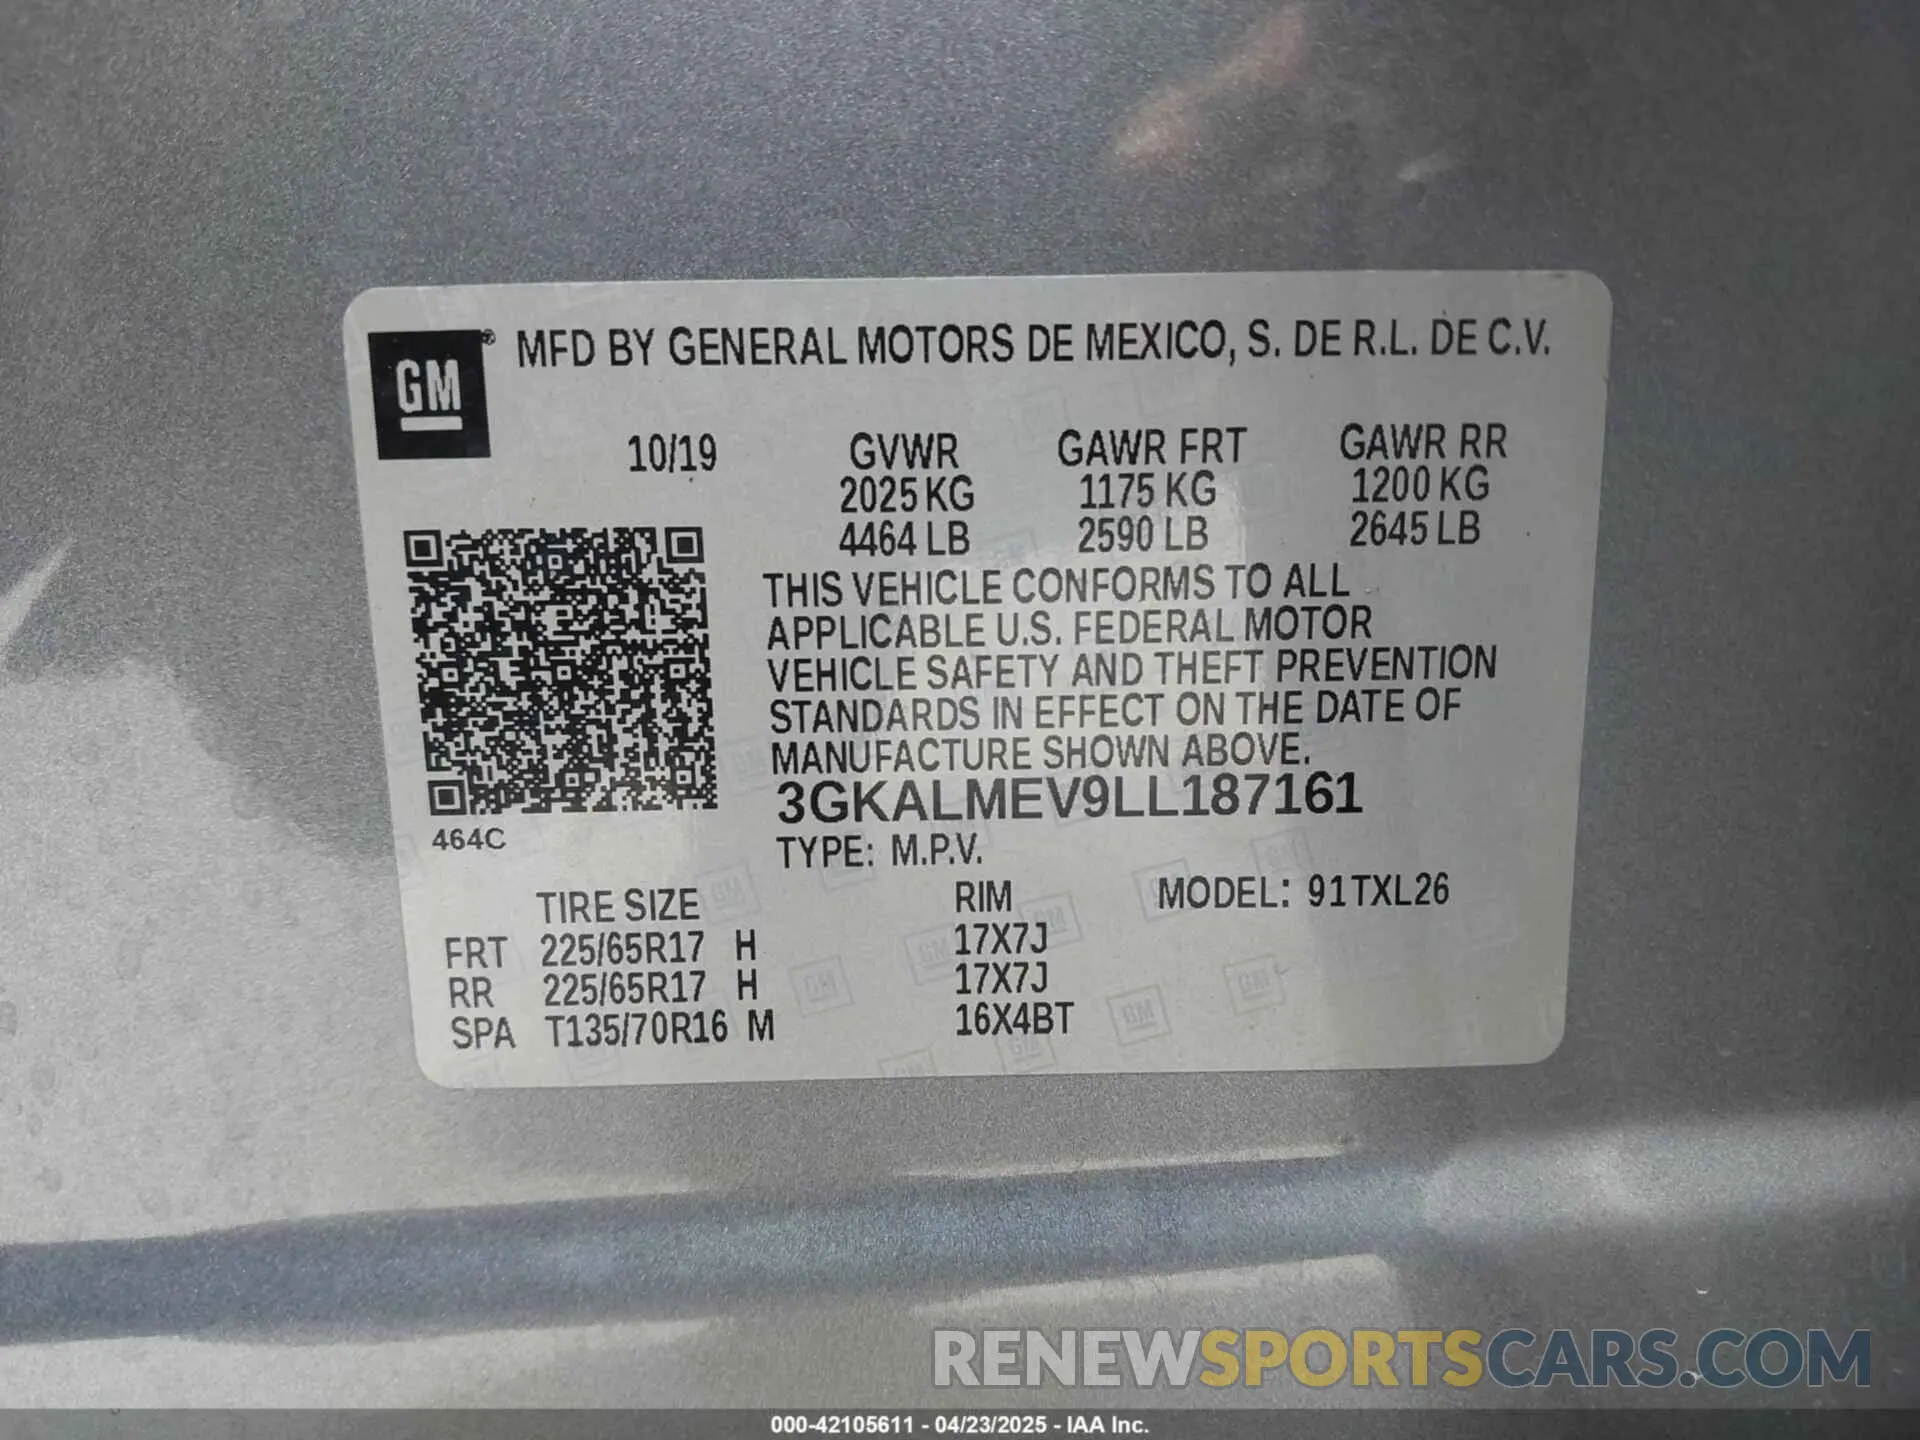 GM ® MFD BY GENERAL MOTORS DE MEXICO, S. DE R.L. DE C.V.
10/19 GVWR GAWR FRT GAWR RR
2025 KG 1175 KG 1200 KG
4464 LB 2590 LB 2645 LB
THIS VEHICLE CONFORMS TO ALL
APPLICABLE U.S. FEDERAL MOTOR
VEHICLE SAFETY AND THEFT PREVENTION
STANDARDS IN EFFECT ON THE DATE OF
MANUFACTURE SHOWN ABOVE.
3GKALMEV9LL187161
464C
TYPE: M.P.V.
TIRE SIZE RIM MODEL: 91TXL26
FRT 225/65R17 H 17X7J
RR 225/65R17 H 17X7J
SPA T135/70R16 M 16X4BT
RENEWSPORTSCARS.COM
000-42105611 - 04/23/2025 - IAA Inc.